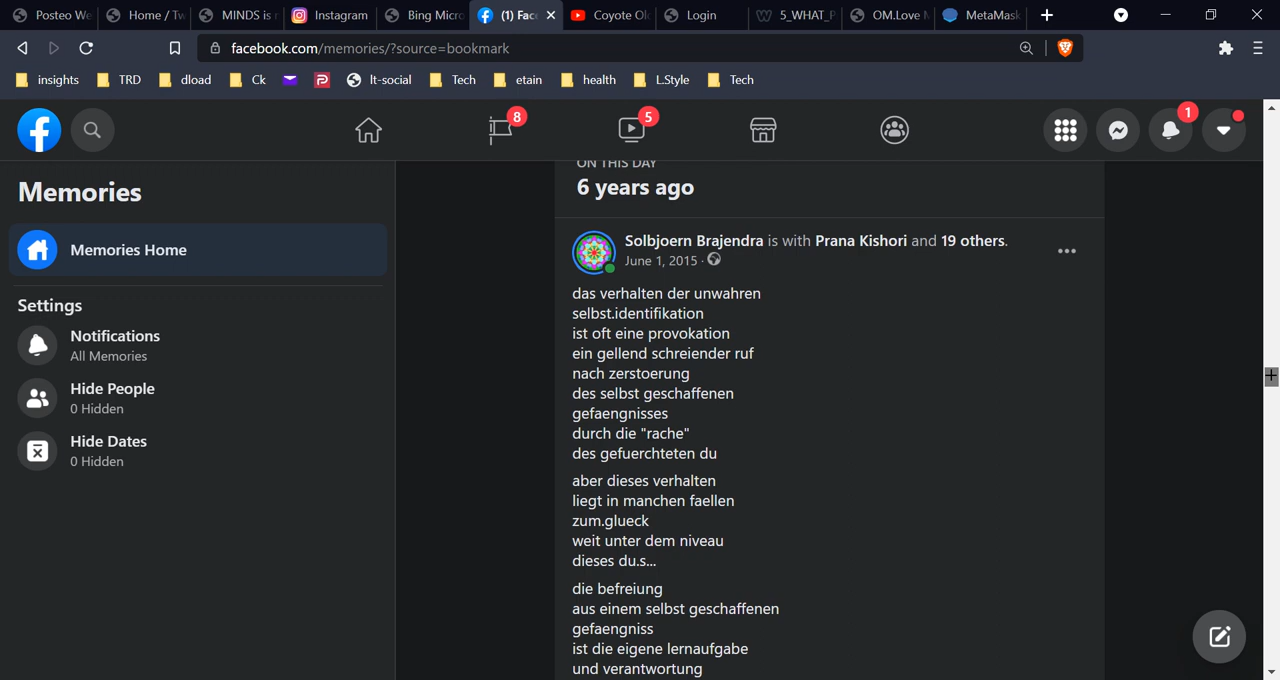 Posteo We
Home / Tw
MINDS is n
Instagram
Bing Micro
(1) Fac
Coyote Ol
Login
5_WHAT_P
OM.Love M
MetaMask
facebook.com/memories/?source=bookmark
insights
TRD
dload
Ck
lt-social
Tech
etain
health
LStyle
Tech
8
5
1
Memories
Memories Home
Settings
Notifications
All Memories
Hide People
0 Hidden
Hide Dates
0 Hidden
ON THIS DAY
6 years ago
Solbjoern Brajendra is with Prana Kishori and 19 others.
June 1, 2015 ·
das verhalten der unwahren
selbst.identifikation
ist oft eine provokation
ein gellend schreiender ruf
nach zerstoerung
des selbst geschaffenen
gefaengnisses
durch die "rache"
des gefuerchteten du
aber dieses verhalten
liegt in manchen faellen
zum.glueck
weit unter dem niveau
dieses du.s...
die befreiung
aus einem selbst geschaffenen
gefaengniss
ist die eigene lernaufgabe
und verantwortung